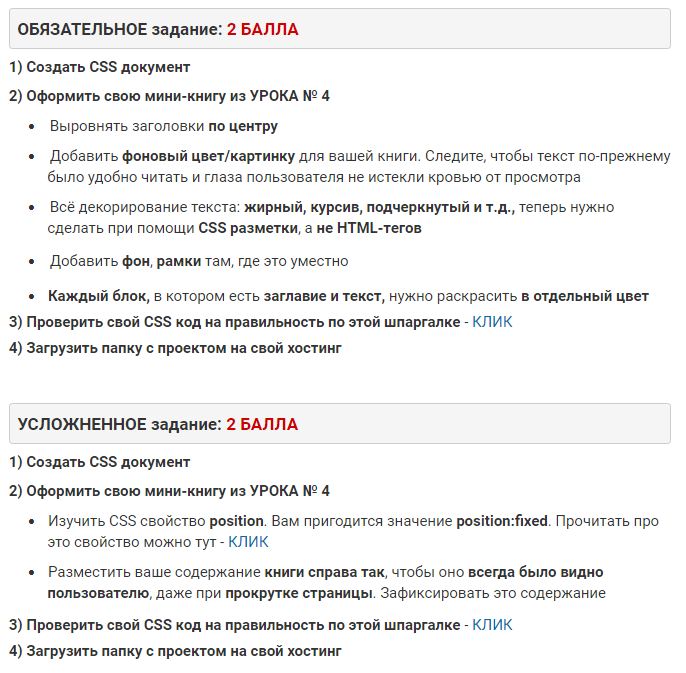 ОБЯЗАТЕЛЬНОЕ задание: 2 БАЛЛА
1) Создать CSS документ
2) Оформить свою мини-книгу из УРОКА № 4
• Выровнять заголовки по центру
• Добавить фоновый цвет/картинку для вашей книги. Следите, чтобы текст по-прежнему
было удобно читать и глаза пользователя не истекли кровью от просмотра
• Всё декорирование текста: жирный, курсив, подчеркнутый и т.д., теперь нужно
сделать при помощи CSS разметки, а не HTML-тегов
• Добавить фон, рамки там, где это уместно
• Каждый блок, в котором есть заглавие и текст, нужно раскрасить в отдельный цвет
3) Проверить свой CSS код на правильность по этой шпаргалке - КЛИК
4) Загрузить папку с проектом на свой хостинг
УСЛОЖНЕННОЕ задание: 2 БАЛЛА
1) Создать CSS документ
2) Оформить свою мини-книгу из УРОКА № 4
• Изучить CSS свойство position. Вам пригодится значение position:fixed. Прочитать про
это свойство можно тут - КЛИК
• Разместить ваше содержание книги справа так, чтобы оно всегда было видно
пользователю, даже при прокрутке страницы. Зафиксировать это содержание
3) Проверить свой CSS код на правильность по этой шпаргалке - КЛИК
4) Загрузить папку с проектом на свой хостинг